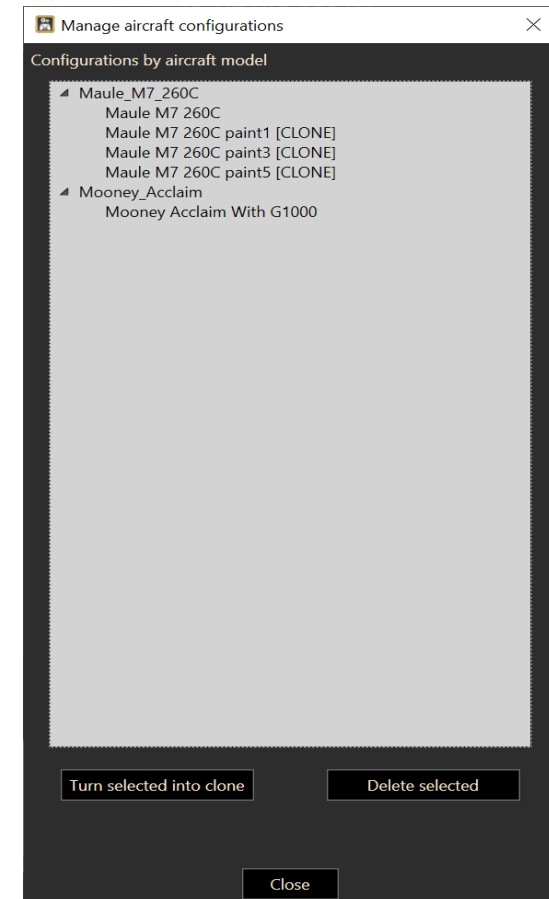 Manage aircraft configurations
Configurations by aircraft model
Maule_M7_260C
Maule M7 260C
Maule M7 260C paint1 [CLONE]
Maule M7 260C paint3 [CLONE]
Maule M7 260C paint5 [CLONE]
Mooney_Acclaim
Mooney Acclaim With G1000
Turn selected into clone
Delete selected
Close